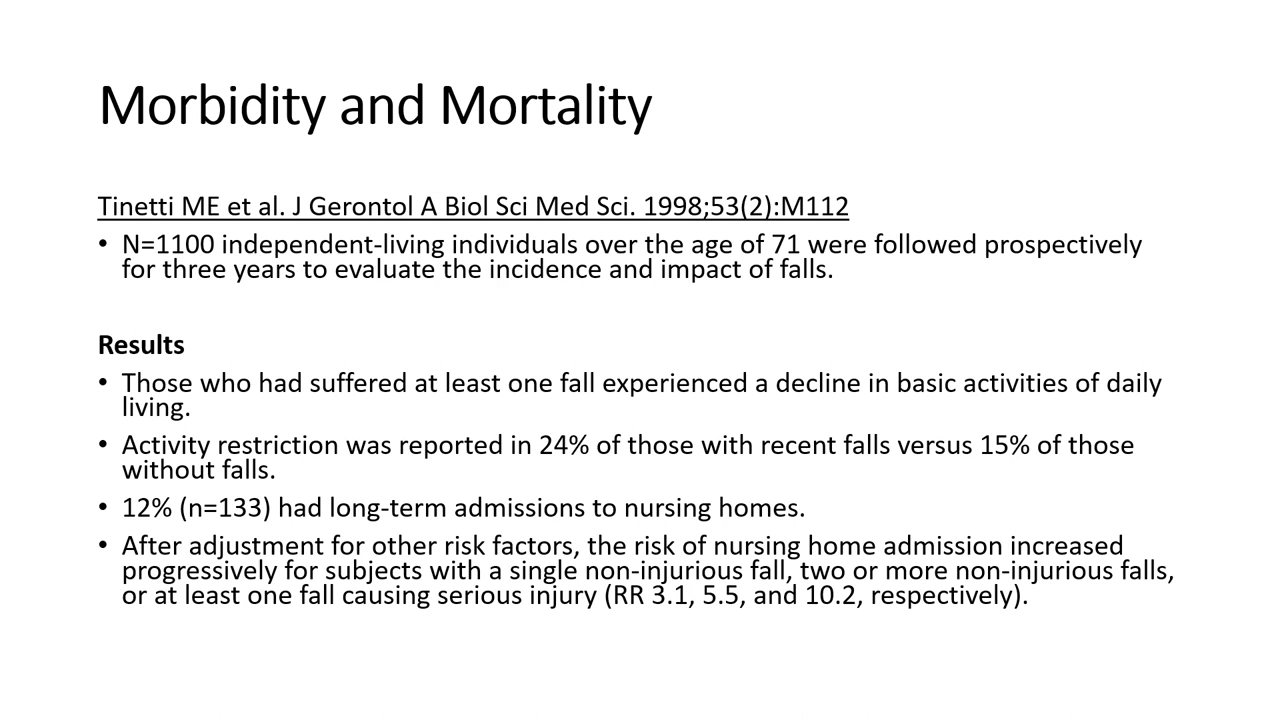 Morbidity and Mortality
Tinetti ME et al. J Gerontol A Biol Sci Med Sci. 1998;53(2):M112
• N=1100 independent-living individuals over the age of 71 were followed prospectively
for three years to evaluate the incidence and impact of falls.
Results
• Those who had suffered at least one fall experienced a decline in basic activities of daily
living.
• Activity restriction was reported in 24% of those with recent falls versus 15% of those
without falls.
• 12% (n=133) had long-term admissions to nursing homes.
• After adjustment for other risk factors, the risk of nursing home admission increased
progressively for subjects with a single non-injurious fall, two or more non-injurious falls,
or at least one fall causing serious injury (RR 3.1, 5.5, and 10.2, respectively).